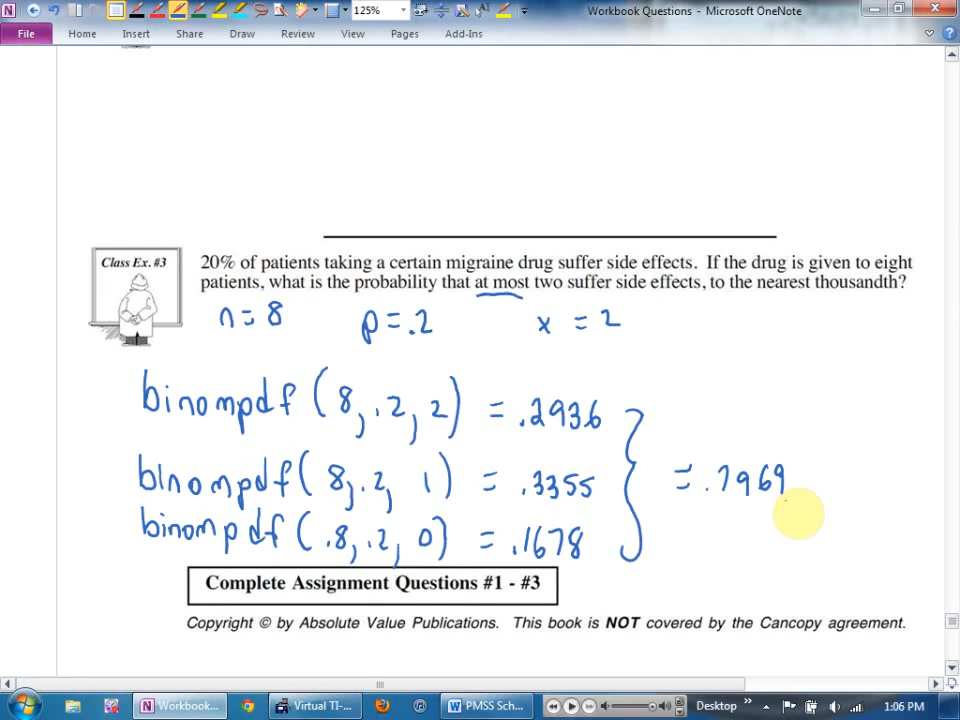 125%
Workbook Questions - Microsoft OneNote
File Home Insert Share Draw Review View Pages Add-Ins
Class Ex. #3
20% of patients taking a certain migraine drug suffer side effects. If the drug is given to eight
patients, what is the probability that at most two suffer side effects, to the nearest thousandth?
n = 8 p = .2 x = 2
binompdf (8, .2, 2) = .2936
binompdf (8, .2, 1) = .3355
= .7969
binompdf (.8, .2, 0) = .1678
Complete Assignment Questions #1 - #3
Copyright © by Absolute Value Publications. This book is NOT covered by the Cancopy agreement.
Workbook... Virtual TI-... PMSS Sch... Desktop » 1:06 PM